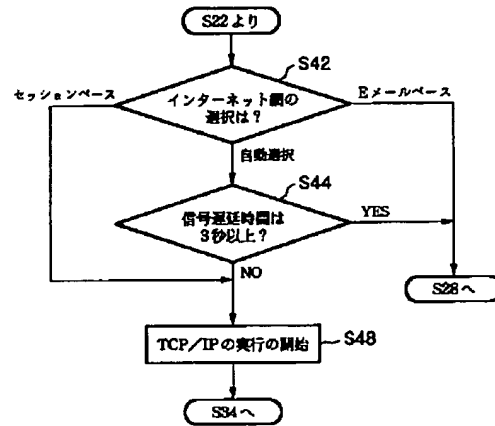 S22より
S42
セッションベース
インターネット網の
選択は？
Eメールベース
自動選択
S44
信号遅延時間は
3秒以上？
YES
NO
S28へ
TCP／IPの実行の開始
S48
S34へ